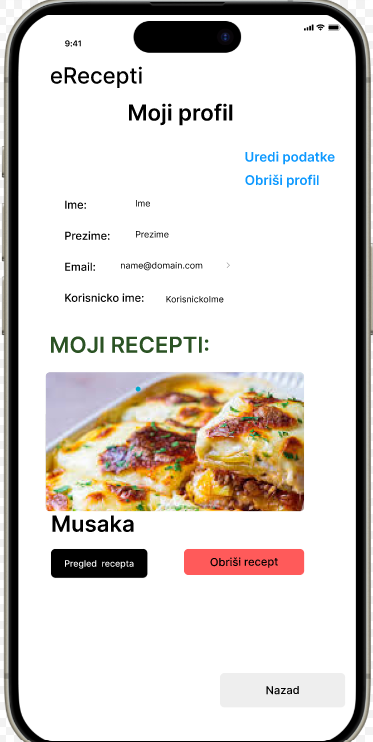 9:41
eRecepti
Moji profil
Uredi podatke
Obriši profil
Ime: Ime
Prezime: Prezime
Email: name@domain.com
Korisnicko ime: KorisnickoIme
MOJI RECEPTI:
Musaka
Pregled recepta Obriši recept
Nazad